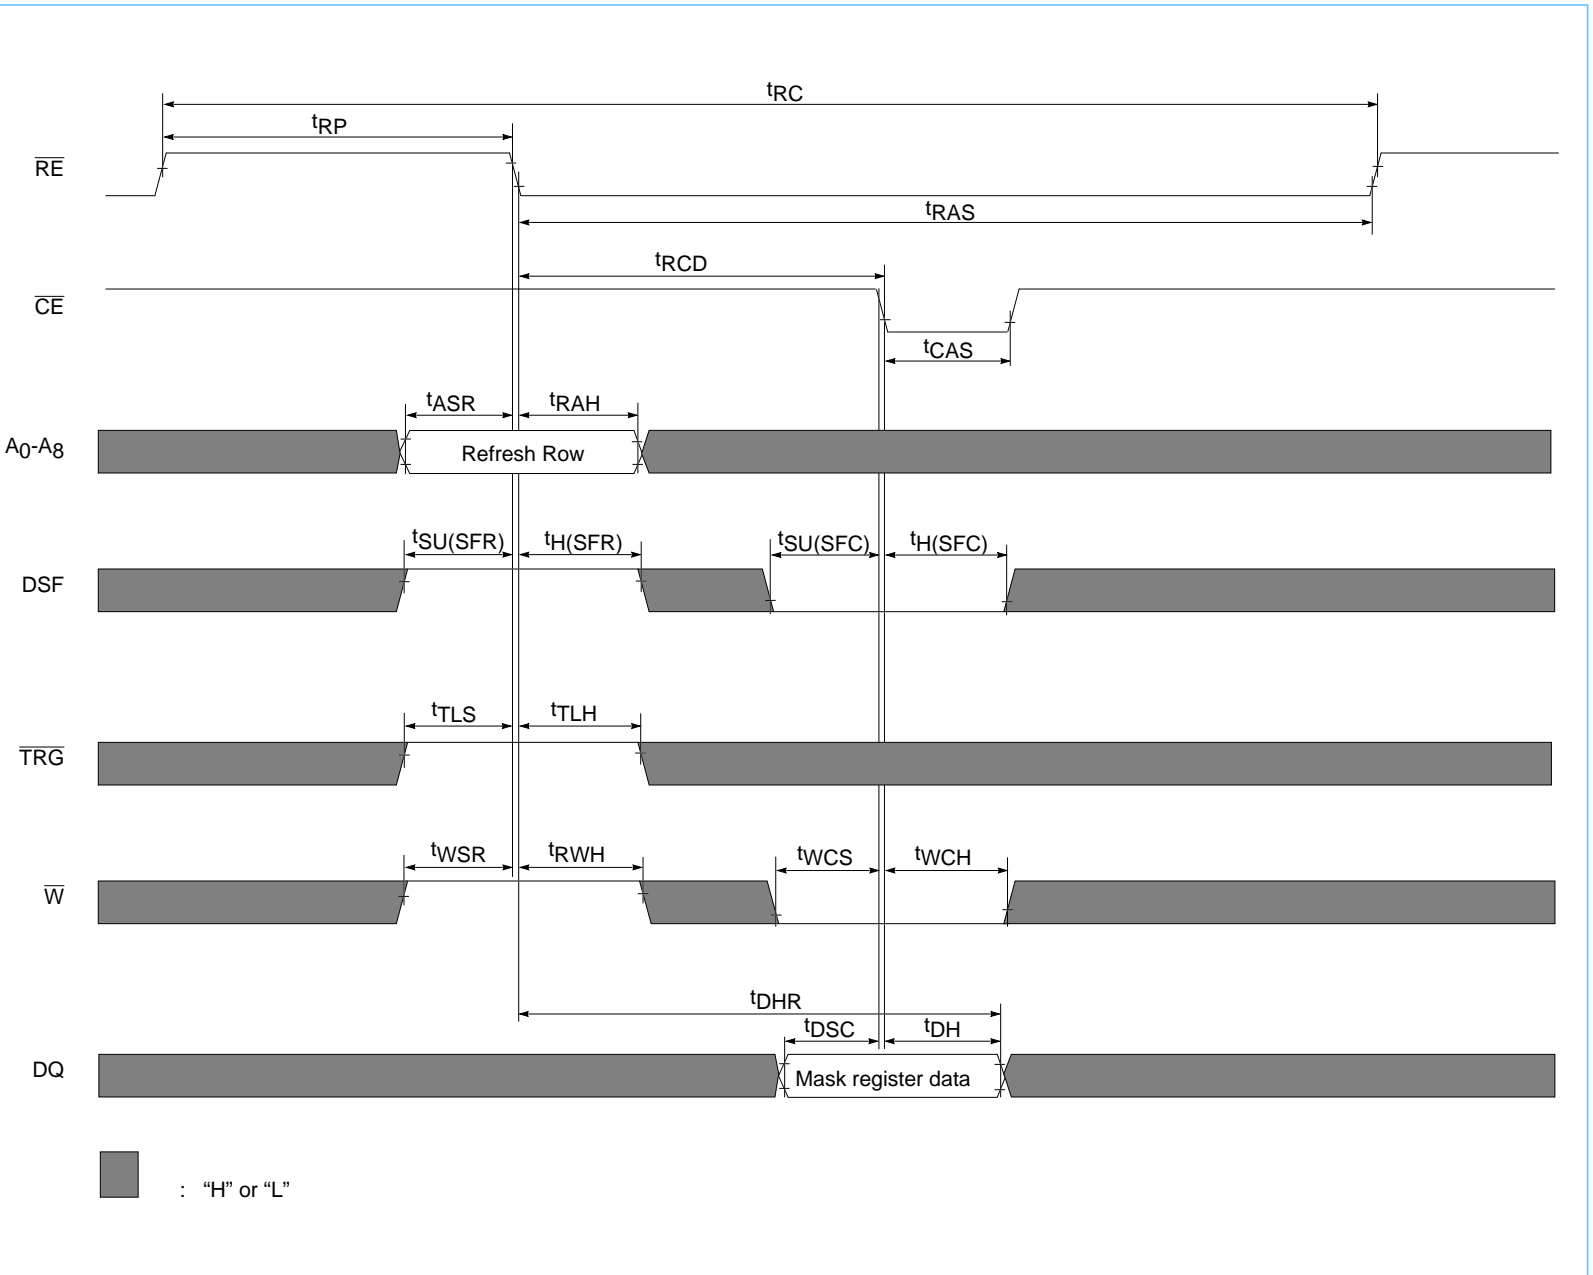 tRC
tRP
RE
tRAS
tRCD
CE
tCAS
tASR tRAH
A0-A8 Refresh Row
tSU(SFR) tH(SFR) tSU(SFC) tH(SFC)
DSF
tTLS tTLH
TRG
tWSR tRWH tWCS tWCH
W
tDHR
tDSC tDH
DQ Mask register data
: “H” or “L”